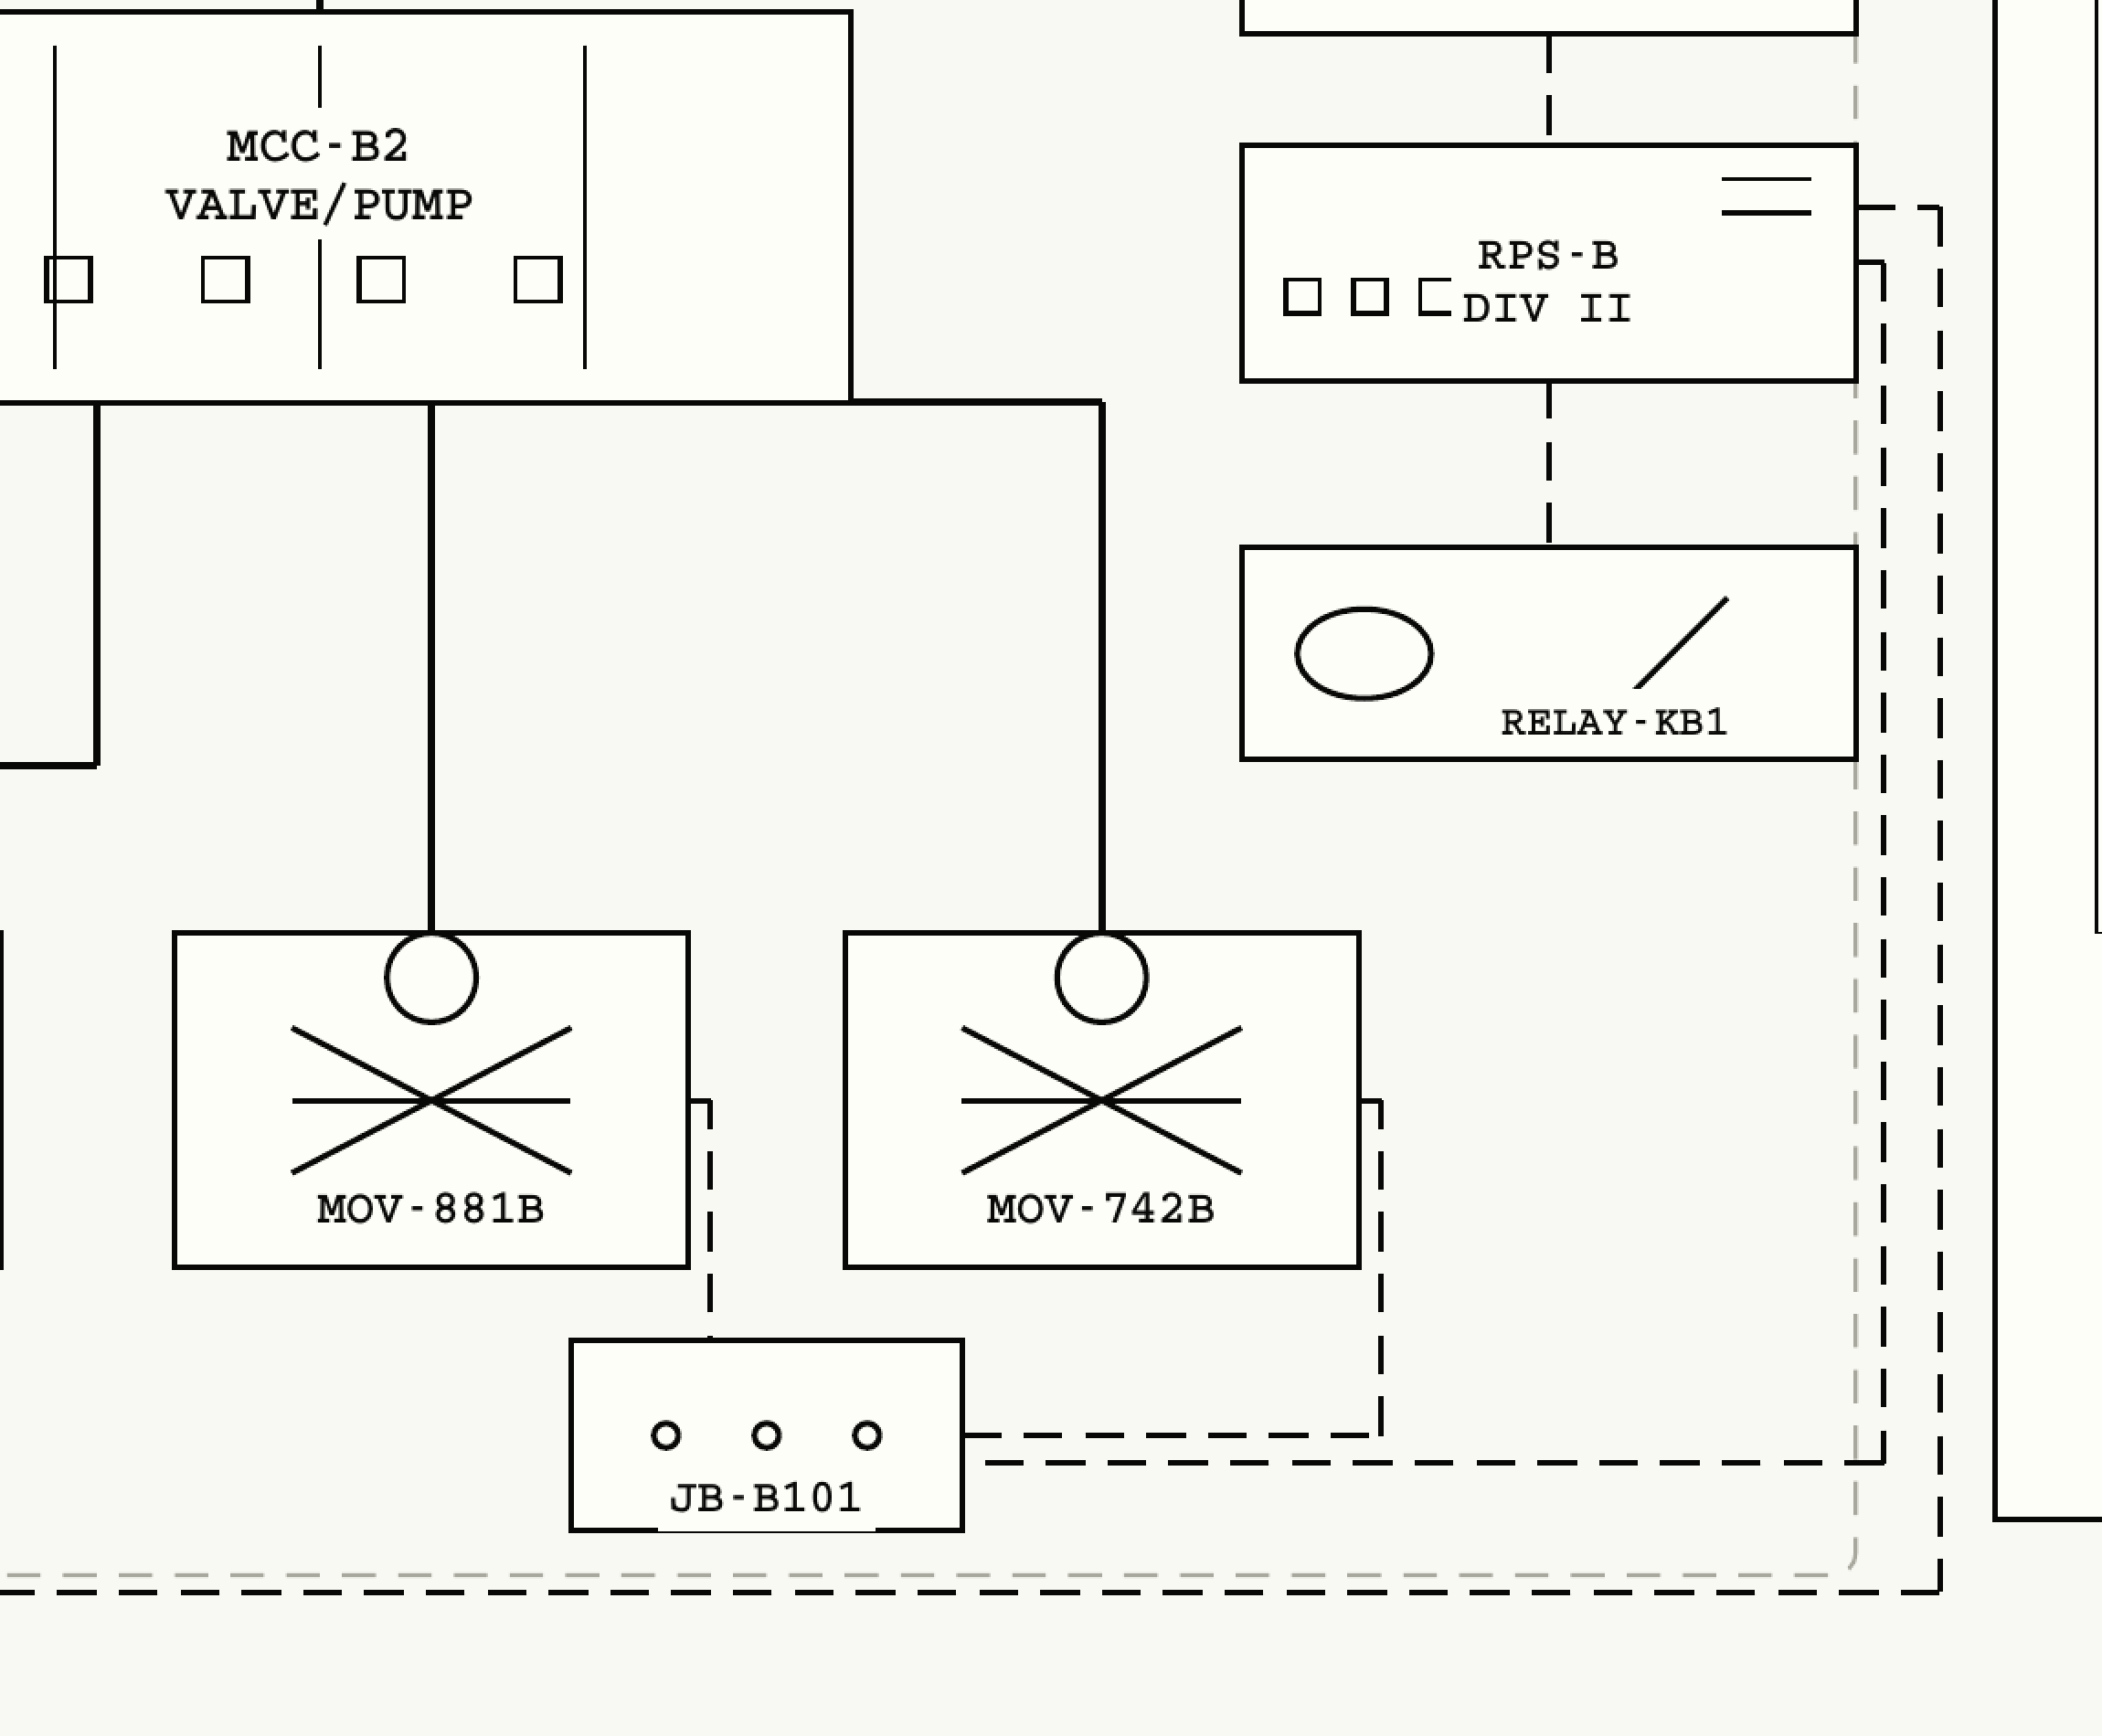 MCC-B2
VALVE/PUMP
RPS-B
DIV II
RELAY-KB1
MOV-881B
MOV-742B
JB-B101